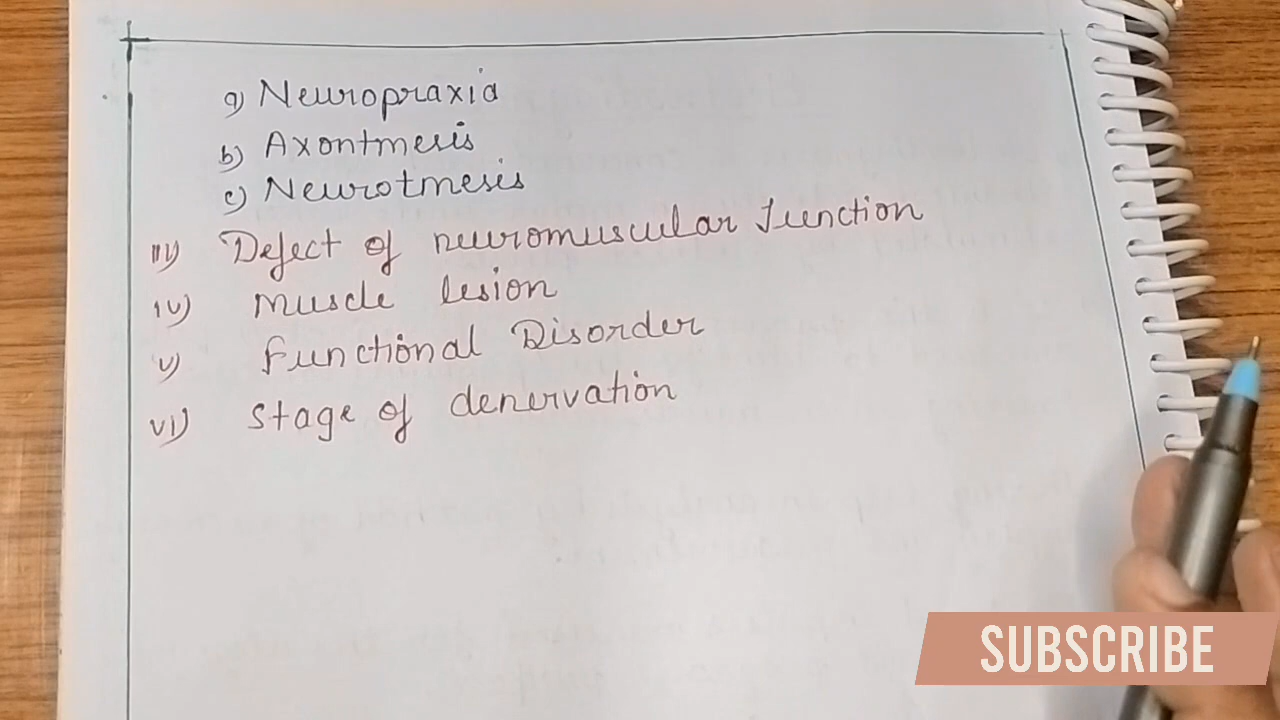 a) Neuropraxia
b) Axontmesis
c) Neurotmesis
III) Defect of neuromuscular Junction
IV) Muscle lesion
V) Functional Disorder
VI) Stage of denervation
SUBSCRIBE